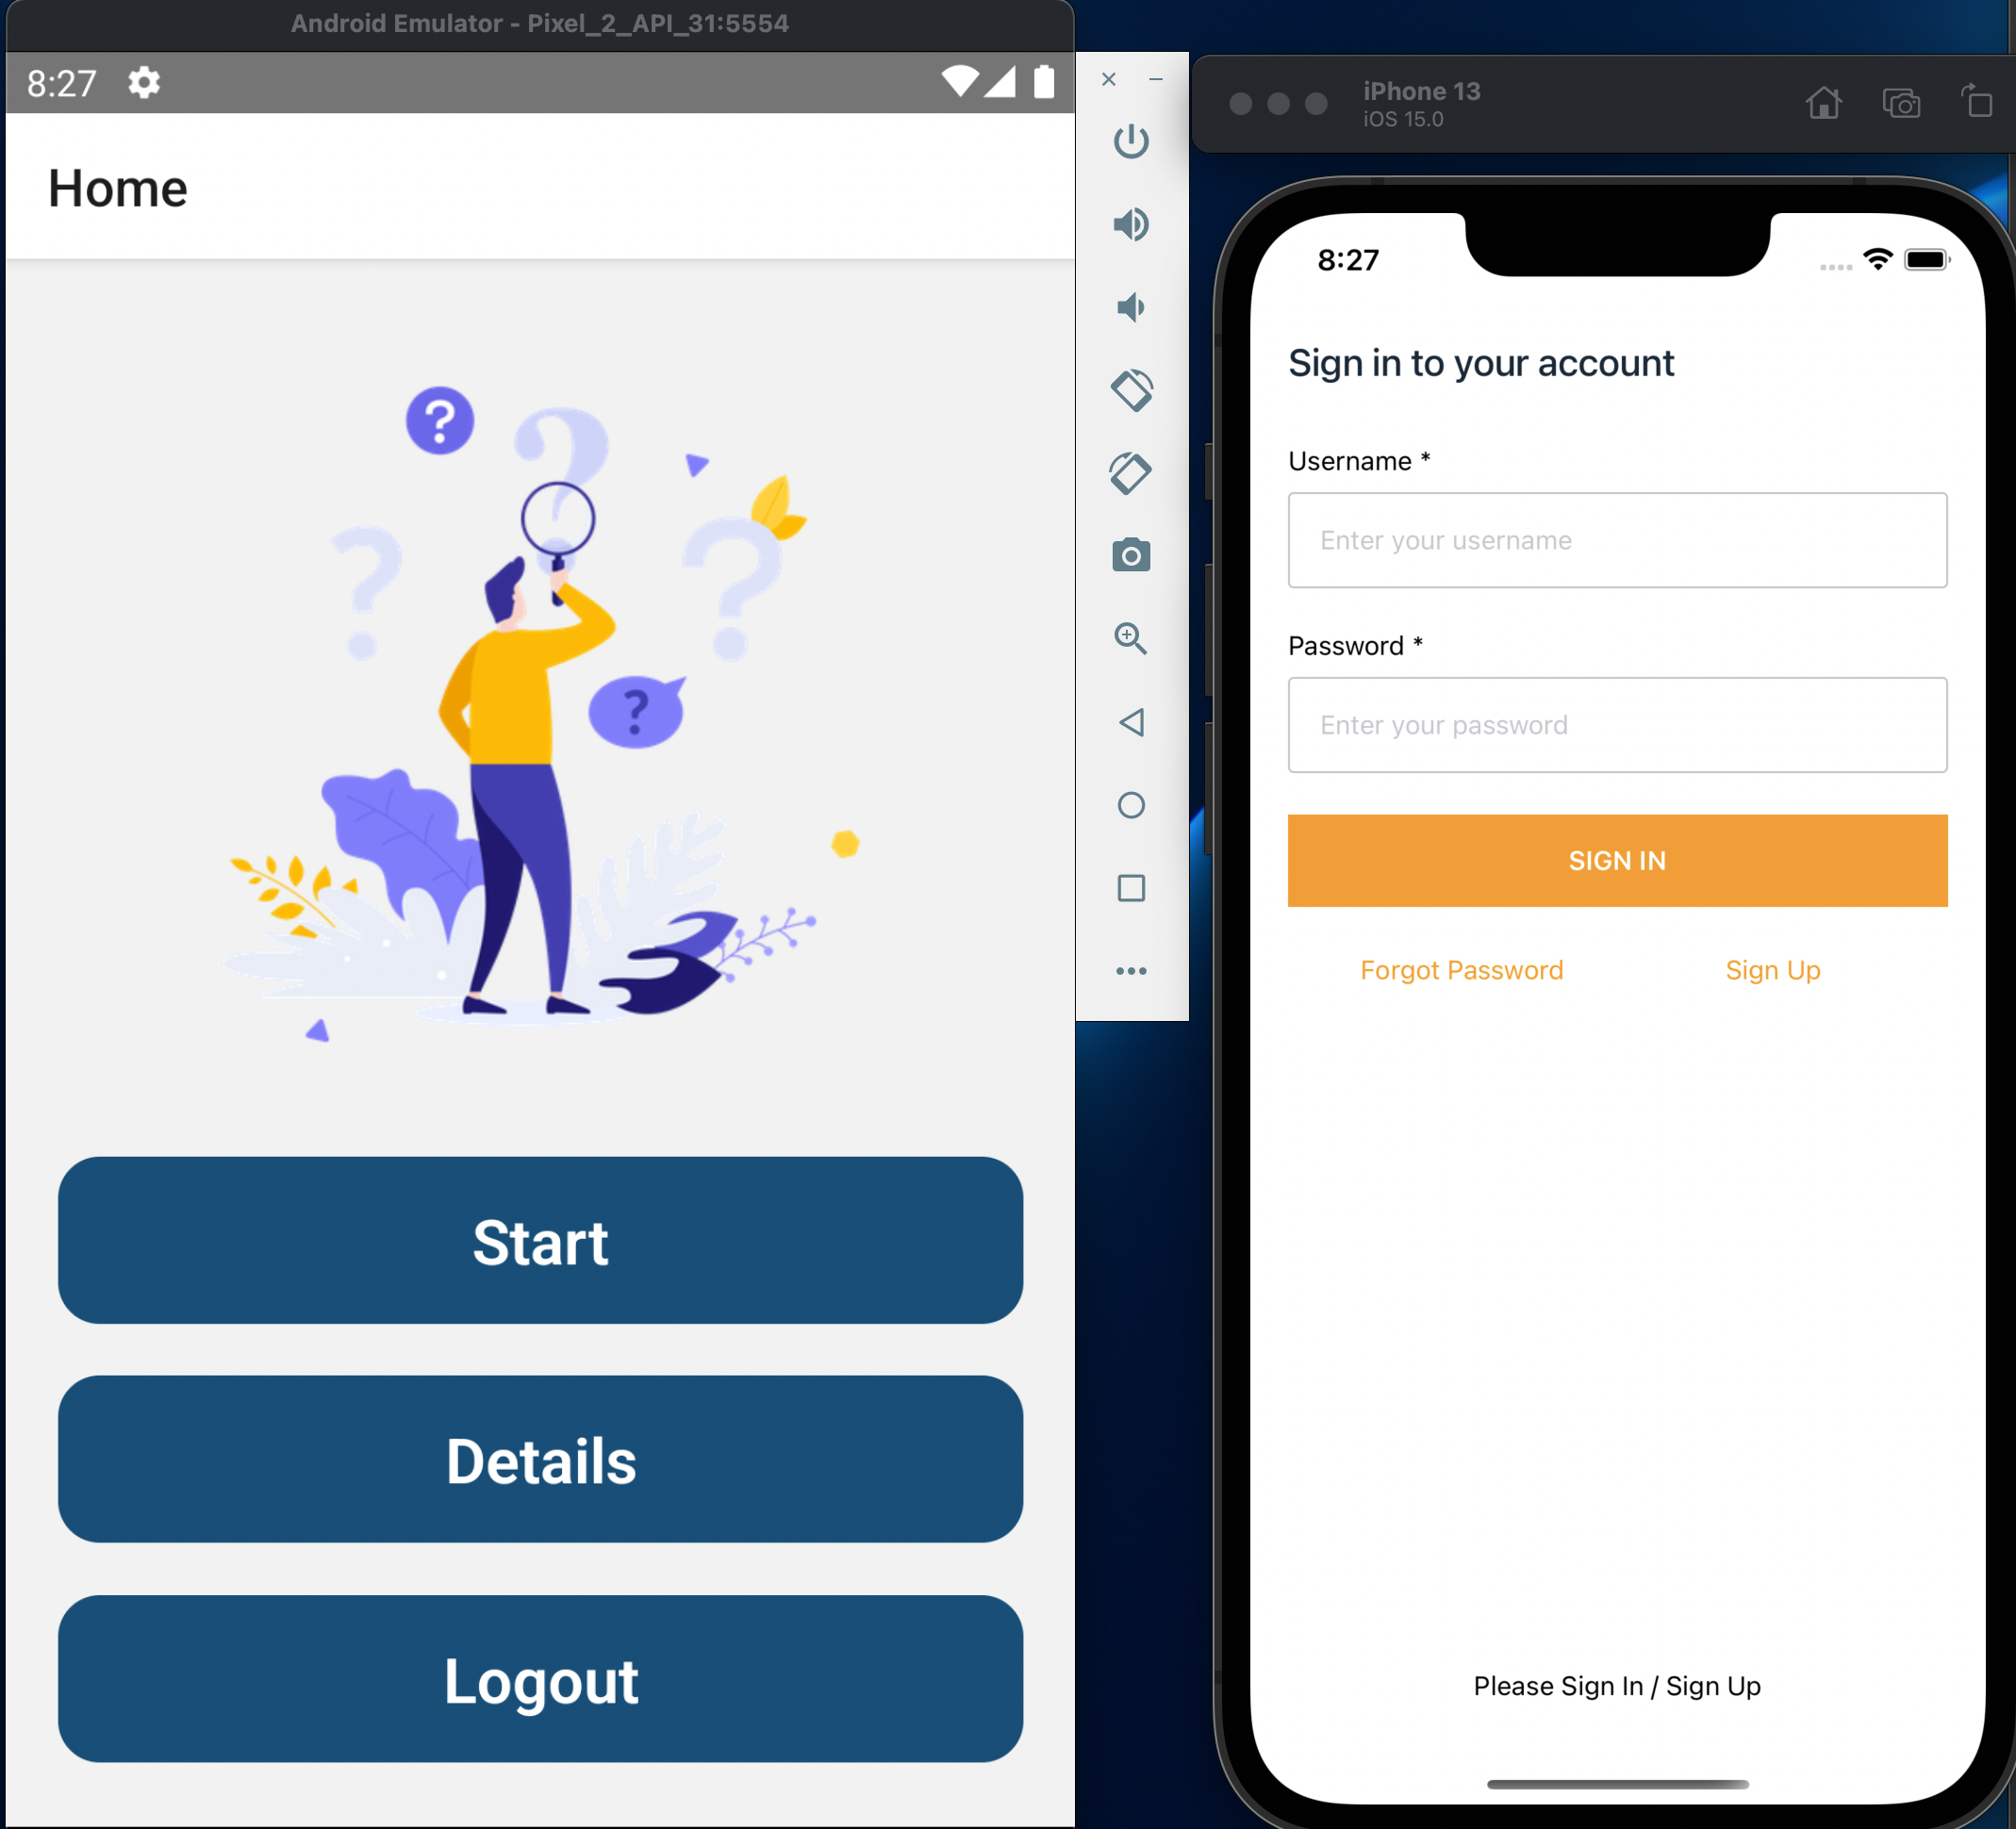 Android Emulator - Pixel_2_API_31:5554
8:27
Home
?
?
?
?
?
Start
Details
Logout
iPhone 13
iOS 15.0
8:27
Sign in to your account
Username *
Enter your username
Password *
Enter your password
SIGN IN
Forgot Password
Sign Up
Please Sign In / Sign Up